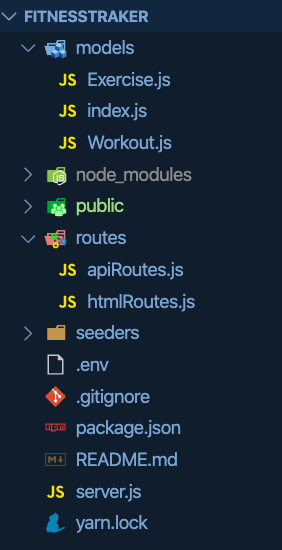 FITNESSTRAKER
models
JS Exercise.js
JS index.js
JS Workout.js
node_modules
public
routes
JS apiRoutes.js
JS htmlRoutes.js
seeders
.env
.gitignore
package.json
README.md
JS server.js
yarn.lock